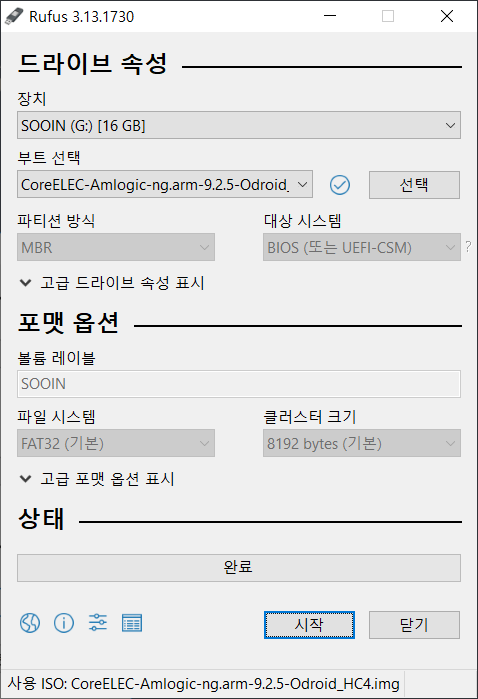 Rufus 3.13.1730
드라이브 속성
장치
SOOIN (G:) [16 GB]
부트 선택
CoreELEC-Amlogic-ng.arm-9.2.5-Odroid_
선택
파티션 방식
대상 시스템
MBR
BIOS (또는 UEFI-CSM)
?
고급 드라이브 속성 표시
포맷 옵션
볼륨 레이블
SOOIN
파일 시스템
클러스터 크기
FAT32 (기본)
8192 bytes (기본)
고급 포맷 옵션 표시
상태
완료
시작
닫기
사용 ISO: CoreELEC-Amlogic-ng.arm-9.2.5-Odroid_HC4.img